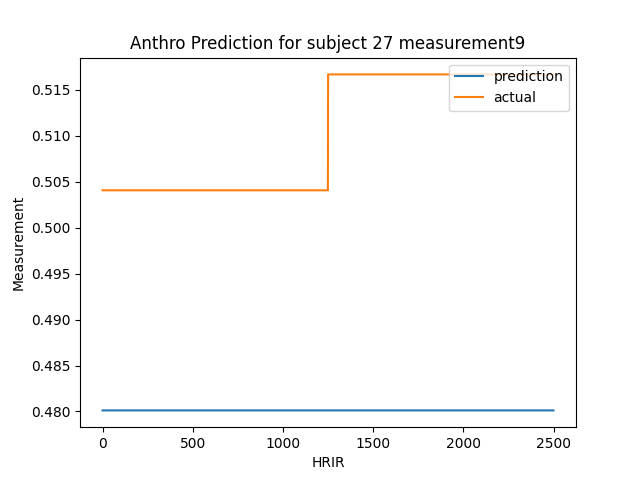 Anthro Prediction for subject 27 measurement9
prediction
actual
0.515
0.510
0.505
0.500
0.495
0.490
0.485
0.480
Measurement
0 500 1000 1500 2000 2500
HRIR